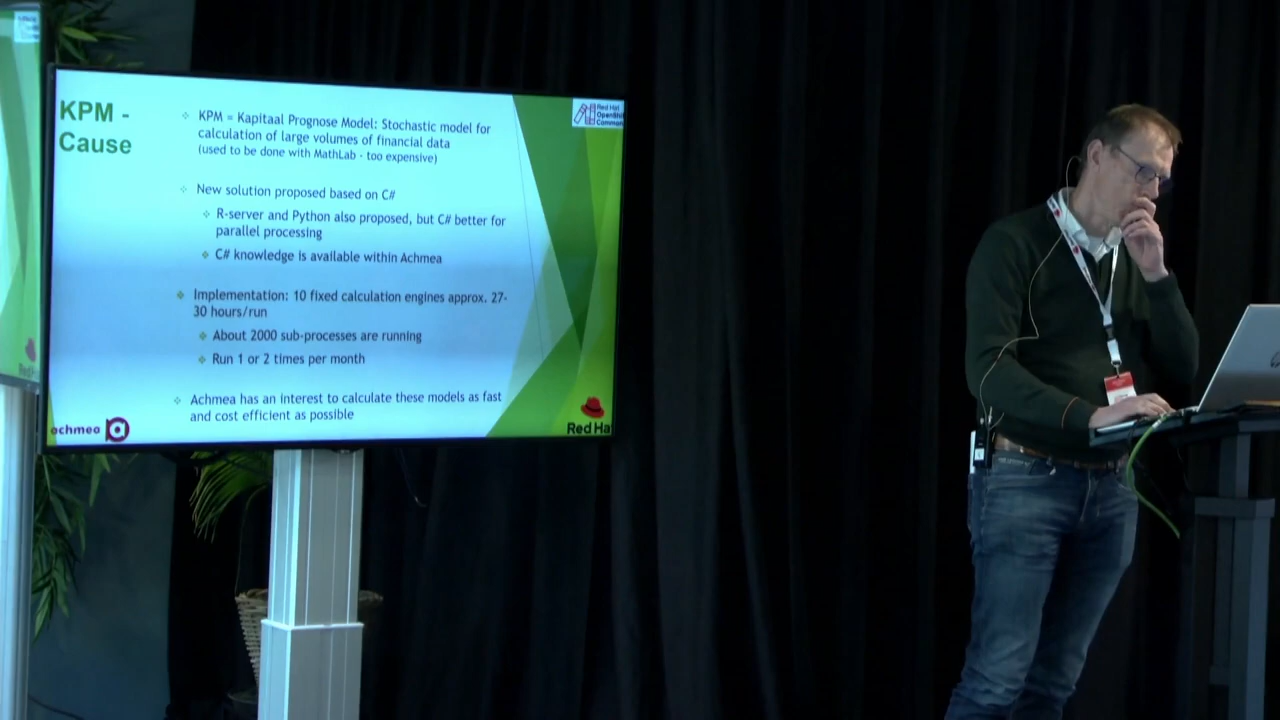 KPM -
Cause
KPM = Kapitaal Prognose Model: Stochastic model for
calculation of large volumes of financial data
(used to be done with MathLab - too expensive)
New solution proposed based on C#
R-server and Python also proposed, but C# better for
parallel processing
C# knowledge is available within Achmea
Implementation: 10 fixed calculation engines approx. 27-
30 hours/run
About 2000 sub-processes are running
Run 1 or 2 times per month
Achmea has an interest to calculate these models as fast
and cost efficient as possible
Red Hat
OpenShift
Commons
achmea
Red Ha